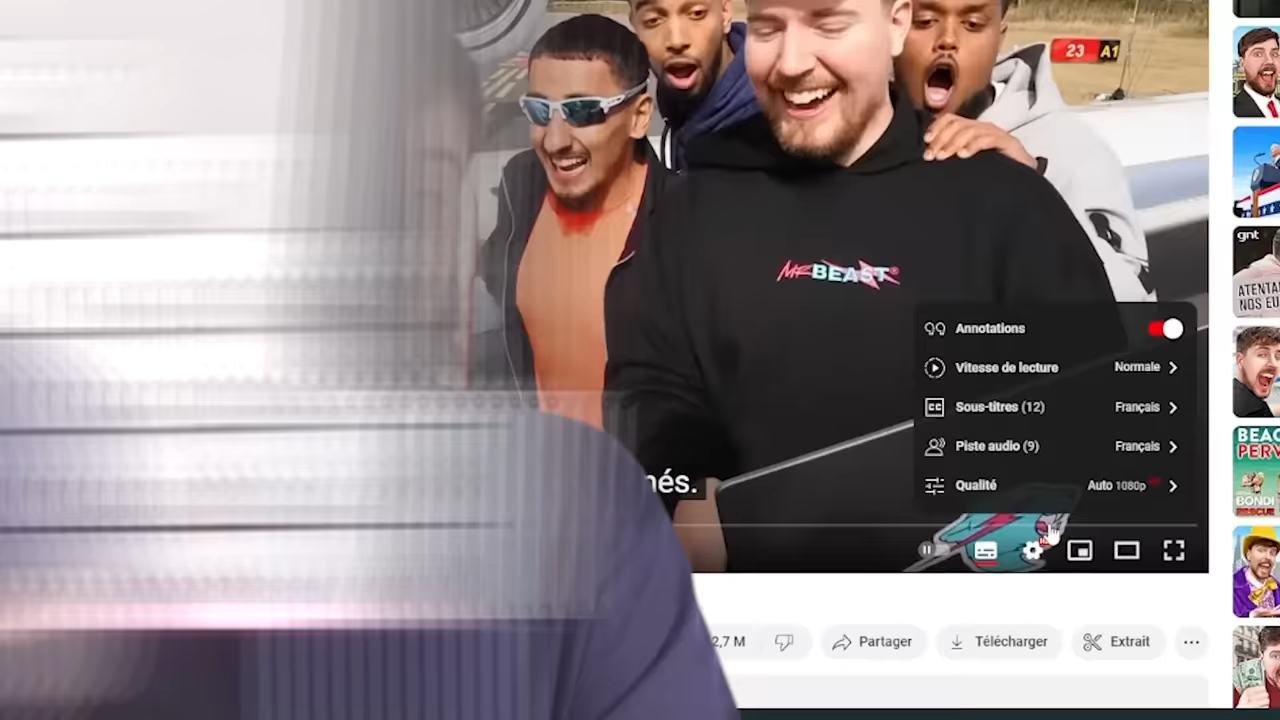 23 A1
gnt
ATENTA
NOS EU
MRBEAST®
Annotations
Vitesse de lecture Normale
Sous-titres (12) Français
Piste audio (9) Français
Qualité Auto 1080p
BEAC
PERV
BONDI
RESCUE
nés.
2,7 M Partager Télécharger Extrait